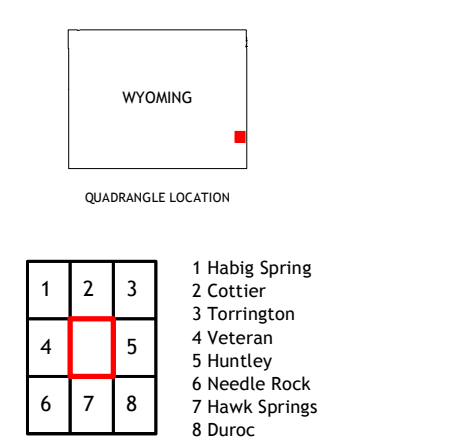 WYOMING
QUADRANGLE LOCATION
1 2 3
4 5
6 7 8
1 Habig Spring
2 Cottier
3 Torrington
4 Veteran
5 Huntley
6 Needle Rock
7 Hawk Springs
8 Duroc